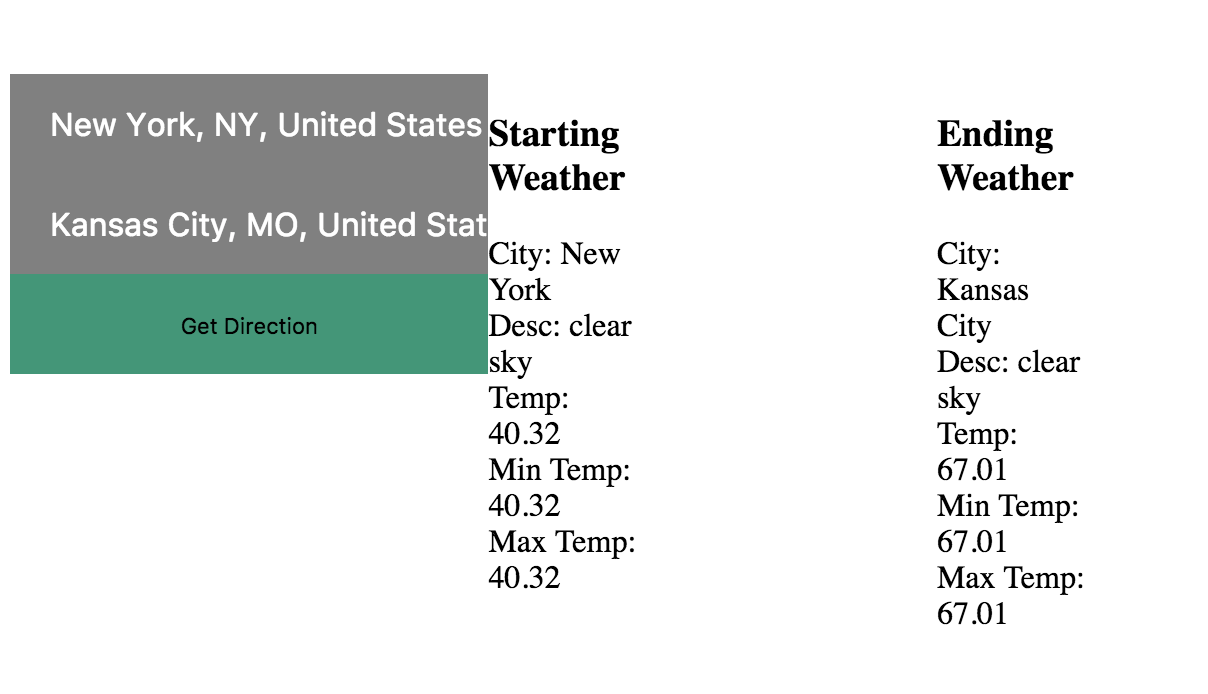 New York, NY, United States
Kansas City, MO, United Stat
Get Direction
Starting
Weather
City: New
York
Desc: clear
sky
Temp:
40.32
Min Temp:
40.32
Max Temp:
40.32
Ending
Weather
City:
Kansas
City
Desc: clear
sky
Temp:
67.01
Min Temp:
67.01
Max Temp:
67.01